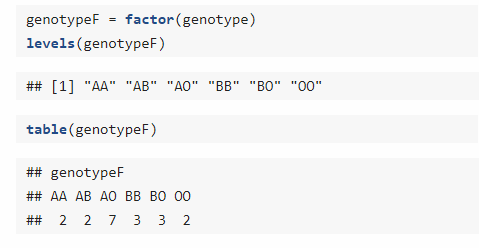 genotypeF = factor(genotype)
levels(genotypeF)
## [1] "AA" "AB" "AO" "BB" "BO" "OO"
table(genotypeF)
## genotypeF
## AA AB AO BB BO OO
##  2  2  7  3  3  2